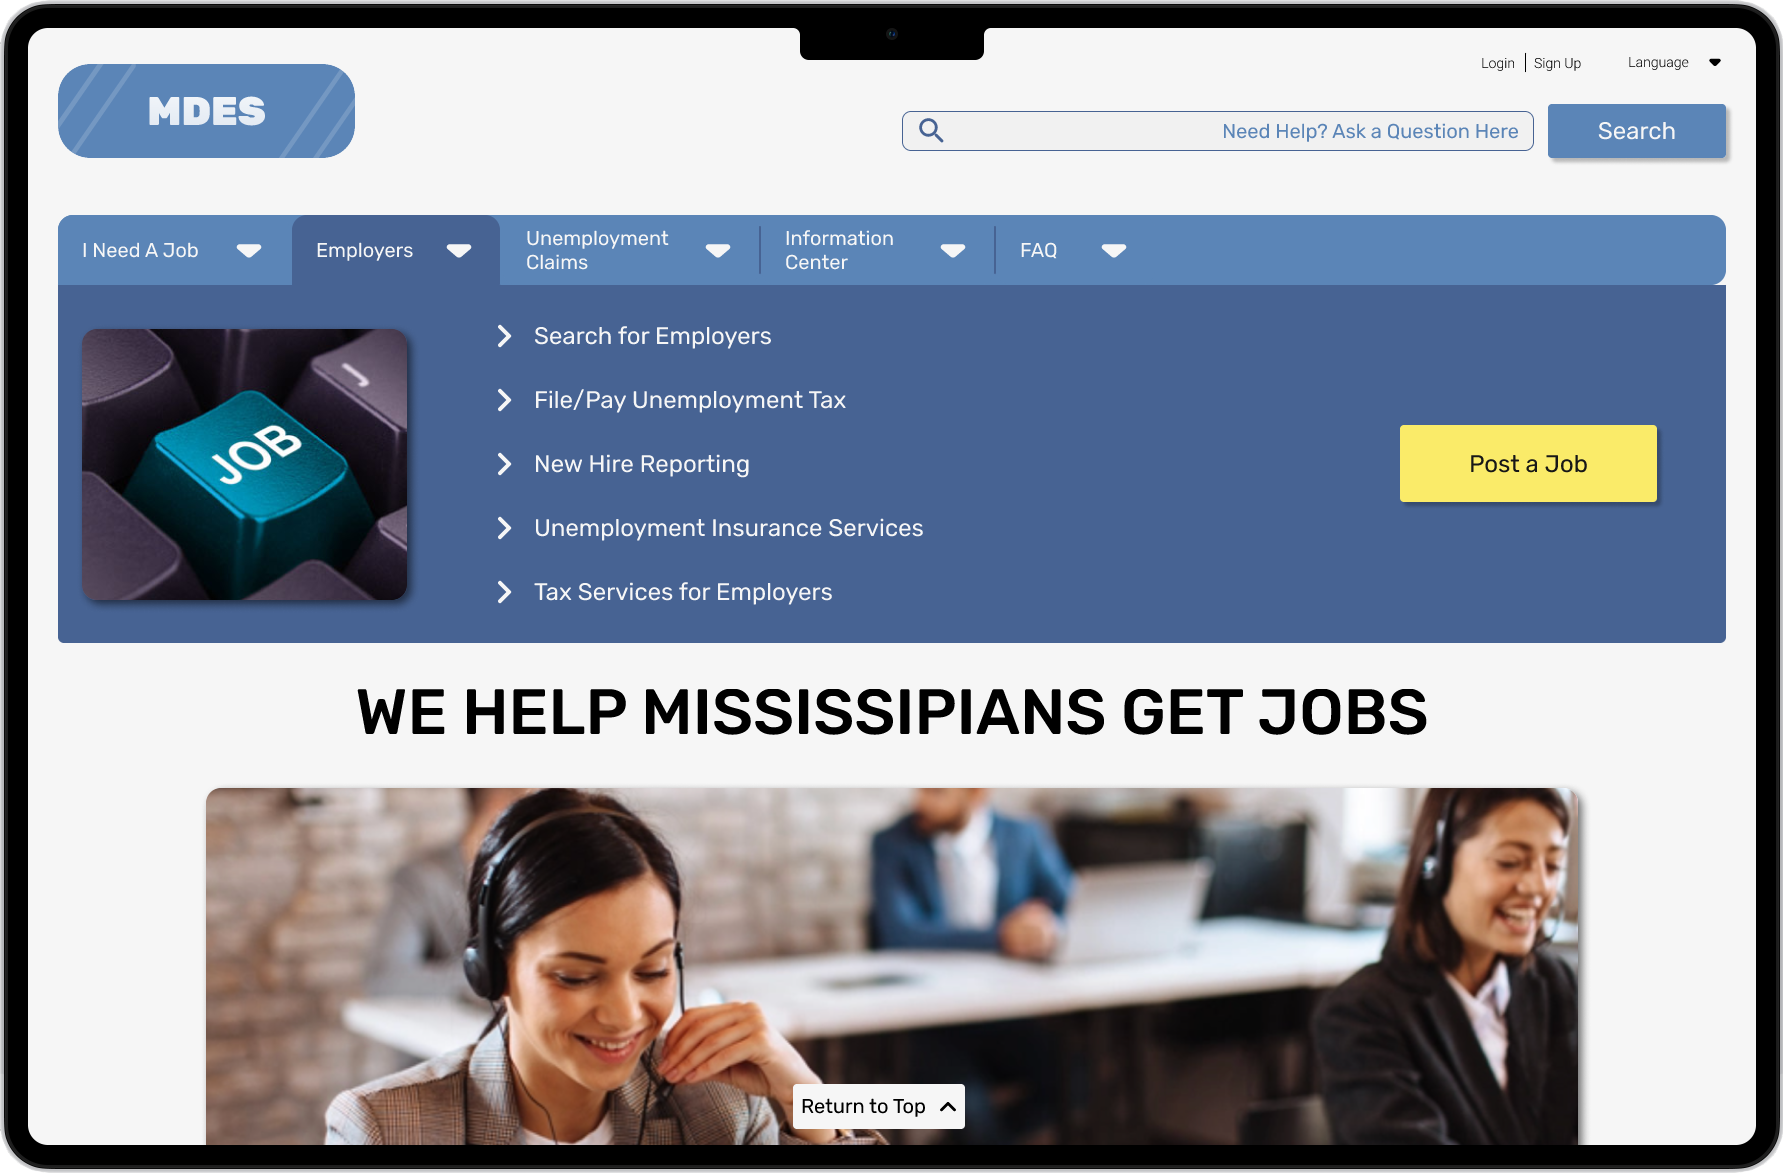 Login | Sign Up
Language
MDES
Need Help? Ask a Question Here
Search
I Need A Job
Employers
Unemployment
Claims
Information
Center
FAQ
Search for Employers
File/Pay Unemployment Tax
New Hire Reporting
Unemployment Insurance Services
Tax Services for Employers
J
JOB
Post a Job
WE HELP MISSISSIPIANS GET JOBS
Return to Top